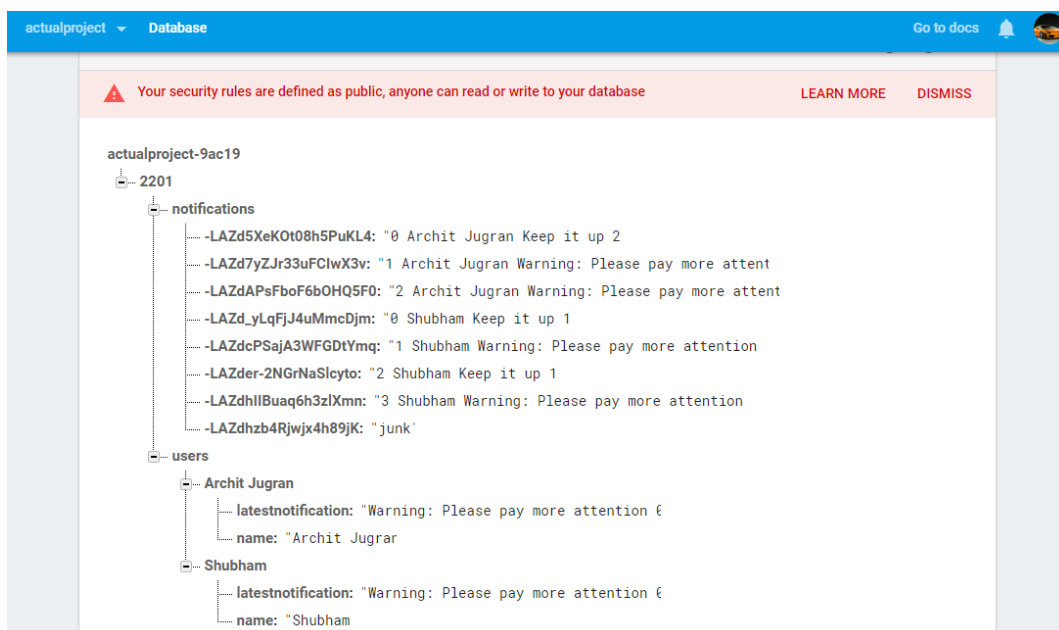 actualproject Database Go to docs
Your security rules are defined as public, anyone can read or write to your database LEARN MORE DISMISS
actualproject-9ac19
2201
notifications
-LAZd5XeKOt08h5PuKL4: "0 Archit Jugran Keep it up 2
-LAZd7yZJr33uFCIwX3v: "1 Archit Jugran Warning: Please pay more attent
-LAZdAPsFboF6bOHQ5F0: "2 Archit Jugran Warning: Please pay more attent
-LAZd_yLqFjJ4uMmcDjm: "0 Shubham Keep it up 1
-LAZdcPSajA3WFGDtYmq: "1 Shubham Warning: Please pay more attention
-LAZder-2NGrNaSlcyto: "2 Shubham Keep it up 1
-LAZdhIIBuaq6h3zlXmn: "3 Shubham Warning: Please pay more attention
-LAZdhzb4Rjwjx4h89jK: "junk'
users
Archit Jugran
latestnotification: "Warning: Please pay more attention
name: "Archit Jugrar
Shubham
latestnotification: "Warning: Please pay more attention
name: "Shubham